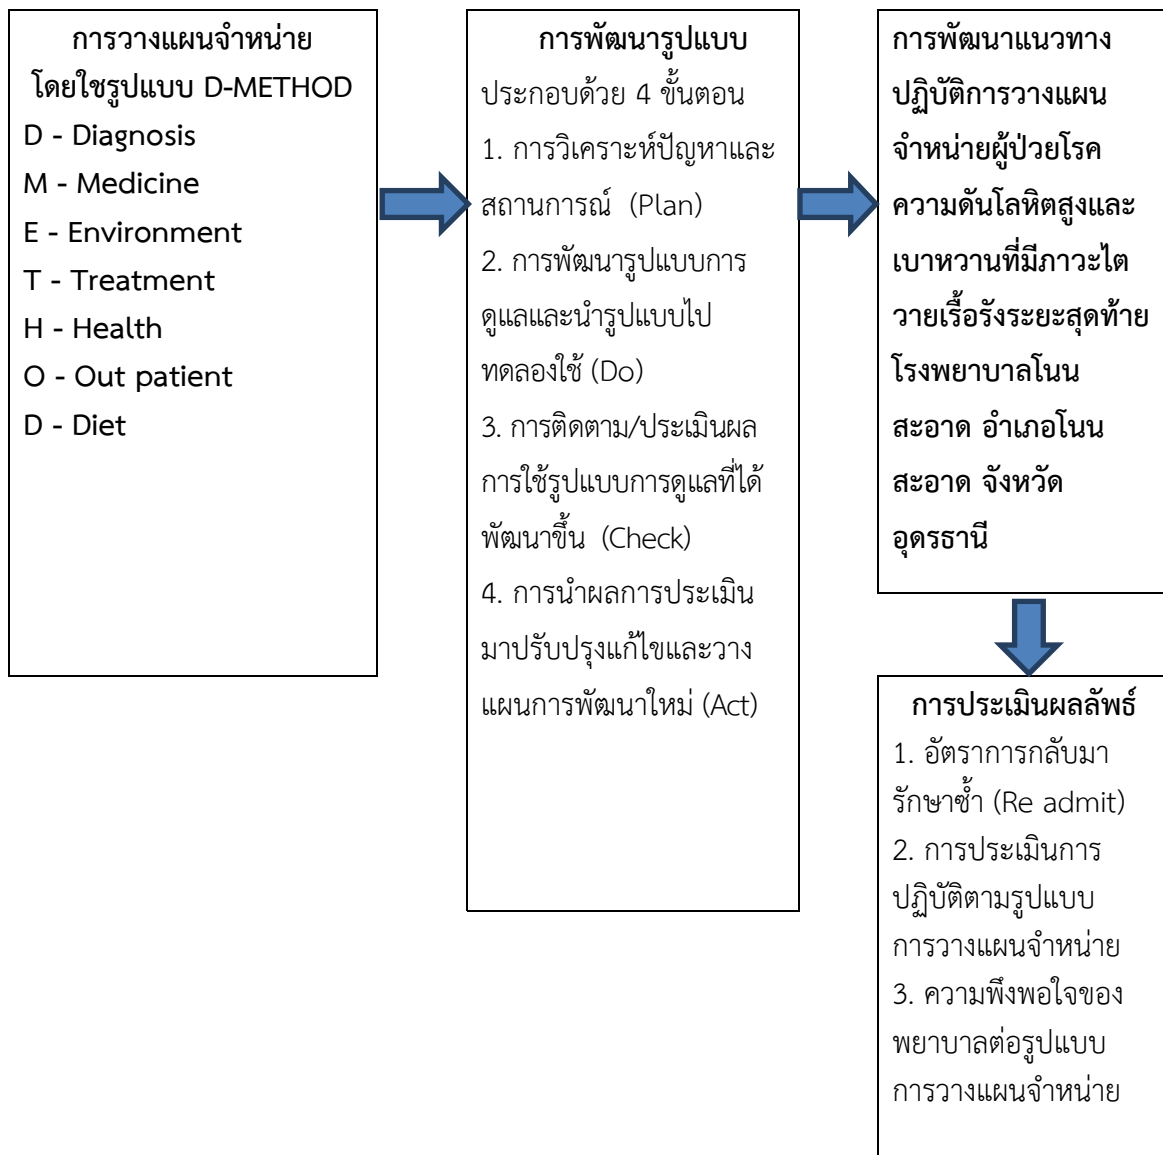 การวางแผนจำหน่าย
โดยใชรูปแบบ D-METHOD
D - Diagnosis
M - Medicine
E - Environment
T - Treatment
H - Health
O - Out patient
D - Diet
การพัฒนารูปแบบ
ประกอบด้วย 4 ขั้นตอน
1. การวิเคราะห์ปัญหาและ
สถานการณ์ (Plan)
2. การพัฒนารูปแบบการ
ดูแลและนำรูปแบบไป
ทดลองใช้ (Do)
3. การติดตาม/ประเมินผล
การใช้รูปแบบการดูแลที่ได้
พัฒนาขึ้น (Check)
4. การนำผลการประเมิน
มาปรับปรุงแก้ไขและวาง
แผนการพัฒนาใหม่ (Act)
การพัฒนาแนวทาง
ปฏิบัติการวางแผน
จำหน่ายผู้ป่วยโรค
ความดันโลหิตสูงและ
เบาหวานที่มีภาวะไต
วายเรื้อรังระยะสุดท้าย
โรงพยาบาลโนน
สะอาด อำเภอโนน
สะอาด จังหวัด
อุดรธานี
การประเมินผลลัพธ์
1. อัตราการกลับมา
รักษาซ้ำ (Re admit)
2. การประเมินการ
ปฏิบัติตามรูปแบบ
การวางแผนจำหน่าย
3. ความพึงพอใจของ
พยาบาลต่อรูปแบบ
การวางแผนจำหน่าย